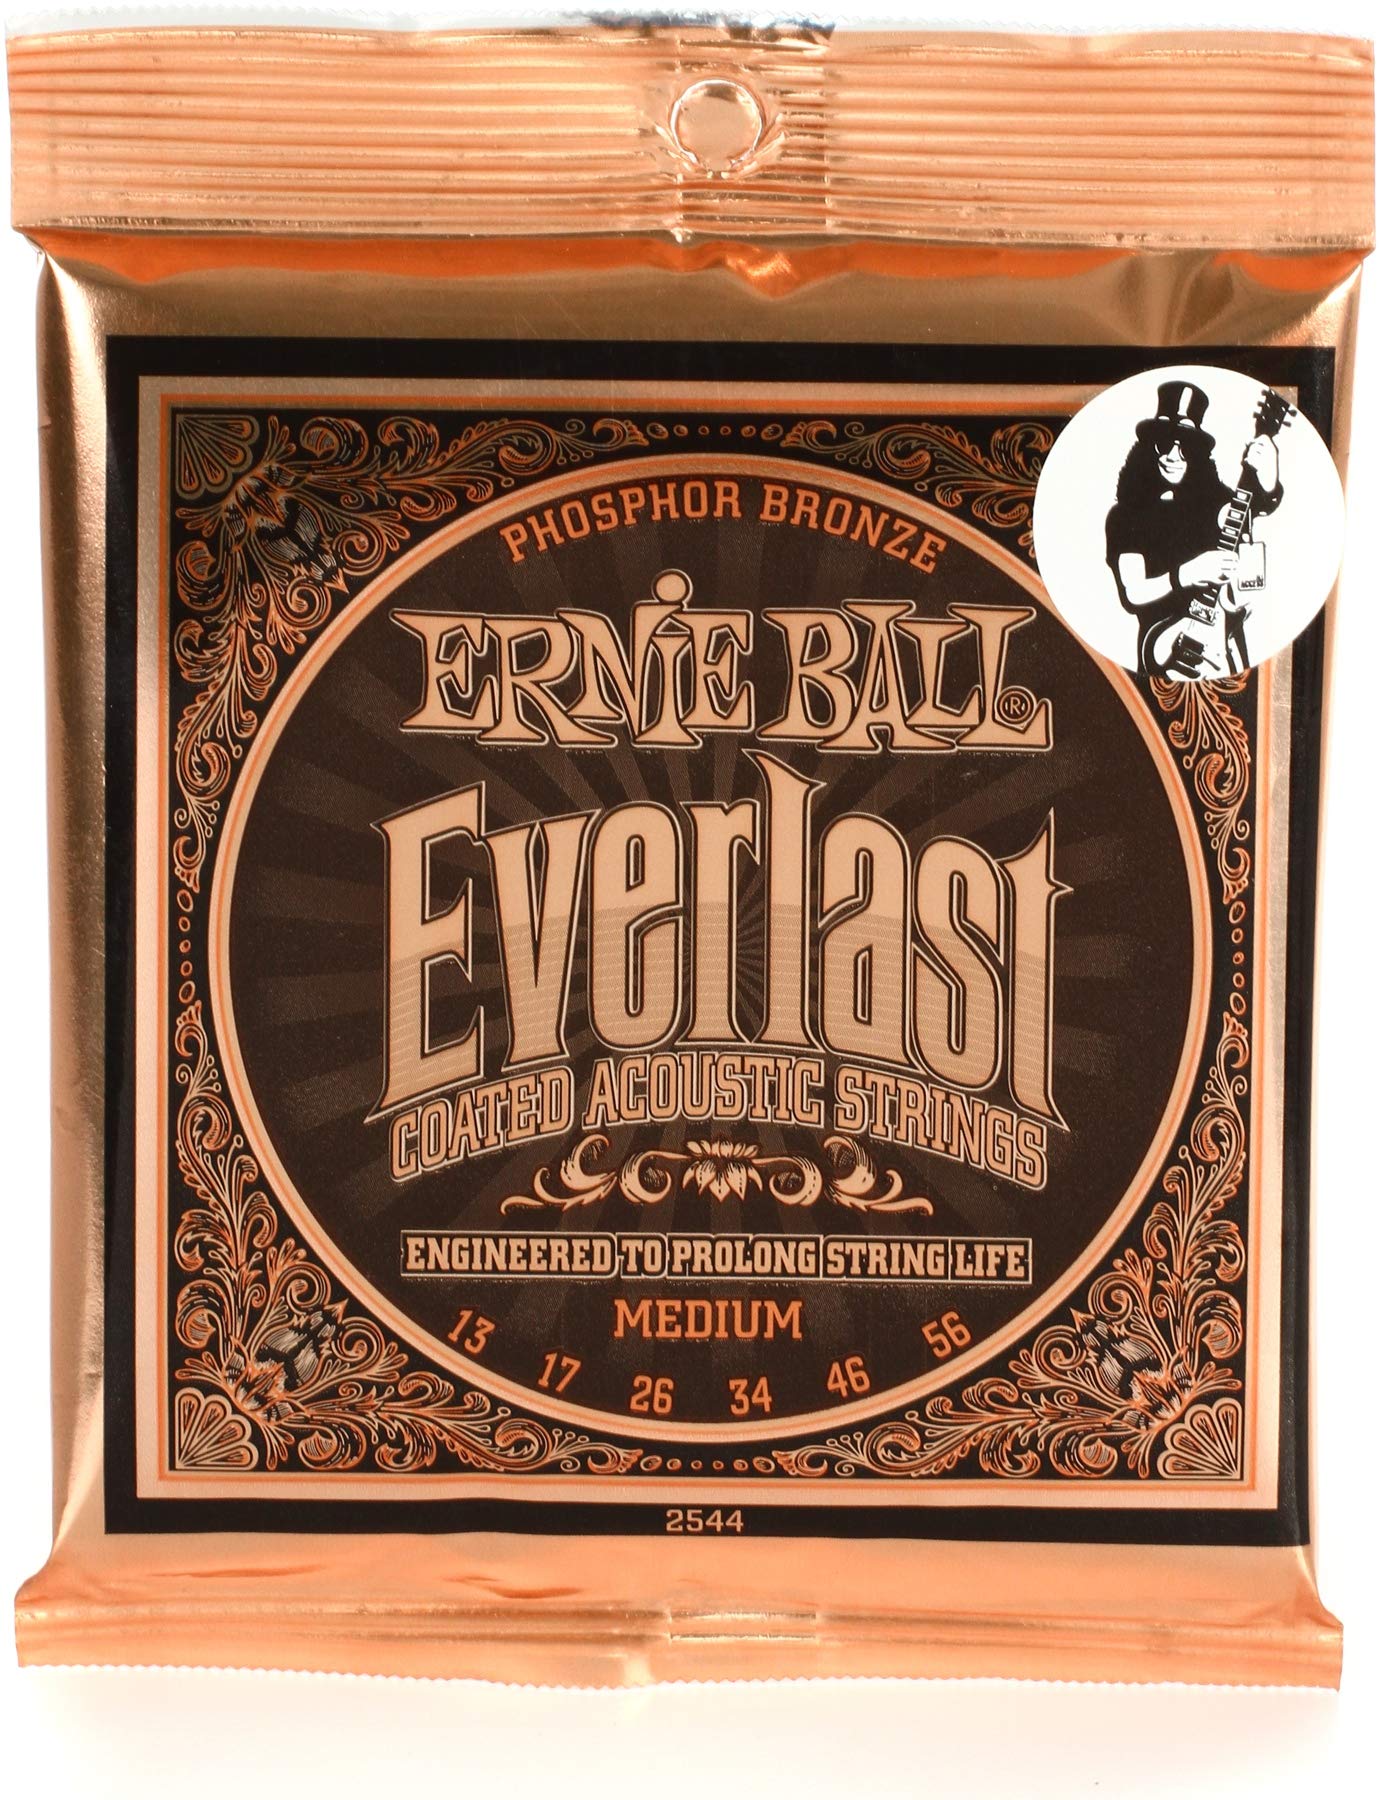 PHOSPHOR BRONZE
ERNIE BALL ®
Everlast
COATED ACOUSTIC STRINGS
ENGINEERED TO PROLONG STRING LIFE
MEDIUM
13 17 26 34 46 56
2544